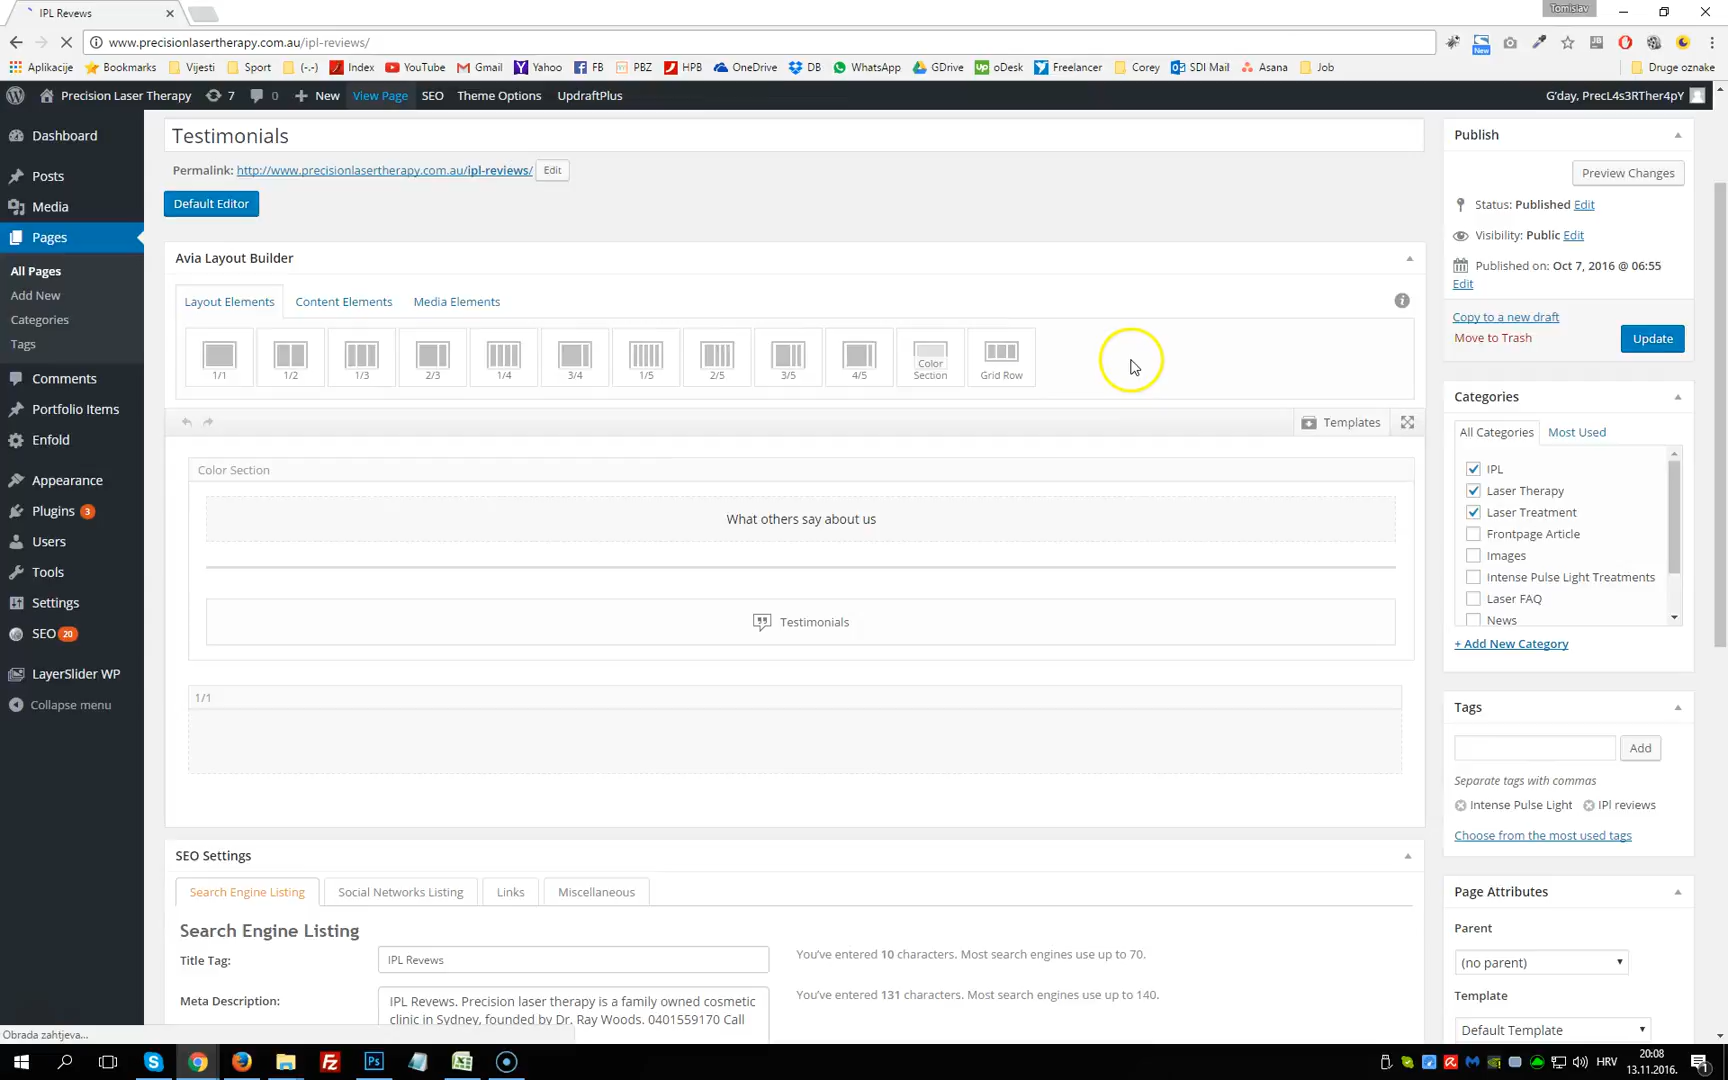 IPL Revews
Tomislav
www.precisionlasertherapy.com.au/ipl-reviews/
New
Aplikacije Bookmarks Vijesti Sport (-.-) Index YouTube Gmail Yahoo FB PBZ HPB OneDrive DB WhatsApp GDrive oDesk Freelancer Corey SDI Mail Asana Job Druge oznake
Precision Laser Therapy 7 0 New View Page SEO Theme Options UpdraftPlus G'day, PrecL4s3RTher4pY
Dashboard
Posts
Media
Pages
All Pages
Add New
Categories
Tags
Comments
Portfolio Items
Enfold
Appearance
Plugins 3
Users
Tools
Settings
SEO 20
LayerSlider WP
Collapse menu
Testimonials
Permalink: http://www.precisionlasertherapy.com.au/ipl-reviews/ Edit
Default Editor
Avia Layout Builder
Layout Elements Content Elements Media Elements
1/1 1/2 1/3 2/3 1/4 3/4 1/5 2/5 3/5 4/5 Color Section Grid Row
Templates
Color Section
What others say about us
Testimonials
1/1
SEO Settings
Search Engine Listing Social Networks Listing Links Miscellaneous
Search Engine Listing
Title Tag: IPL Revews You've entered 10 characters. Most search engines use up to 70.
Meta Description: IPL Revews. Precision laser therapy is a family owned cosmetic You've entered 131 characters. Most search engines use up to 140.
clinic in Sydney, founded by Dr. Ray Woods. 0401559170 Call
Publish
Preview Changes
Status: Published Edit
Visibility: Public Edit
Published on: Oct 7, 2016 @ 06:55
Edit
Copy to a new draft
Move to Trash Update
Categories
All Categories Most Used
IPL
Laser Therapy
Laser Treatment
Frontpage Article
Images
Intense Pulse Light Treatments
Laser FAQ
News
+ Add New Category
Tags
Add
Separate tags with commas
Intense Pulse Light IPl reviews
Choose from the most used tags
Page Attributes
Parent
(no parent)
Template
Default Template
Obrada zahtjeva...
HRV
20:08
13.11.2016.
1